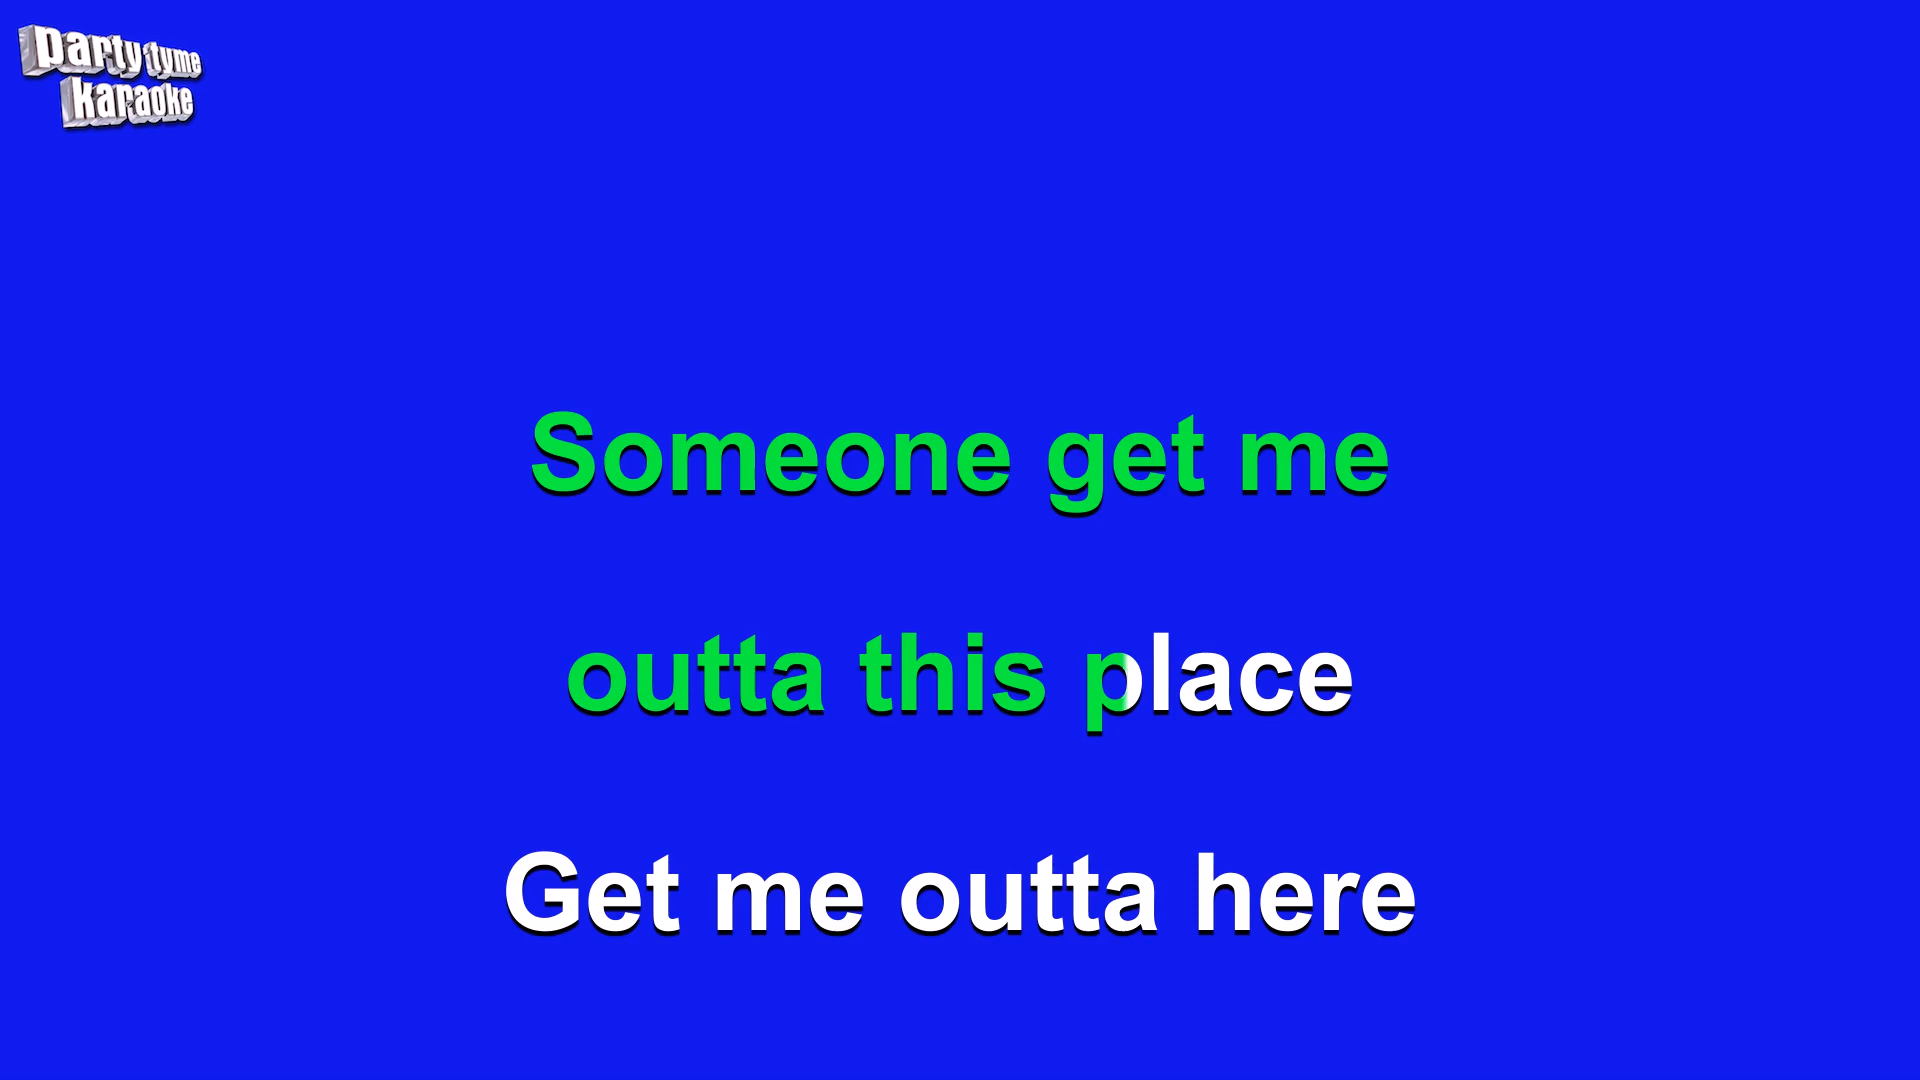 party tyme
karaoke
Someone get me
outta this place
Get me outta here